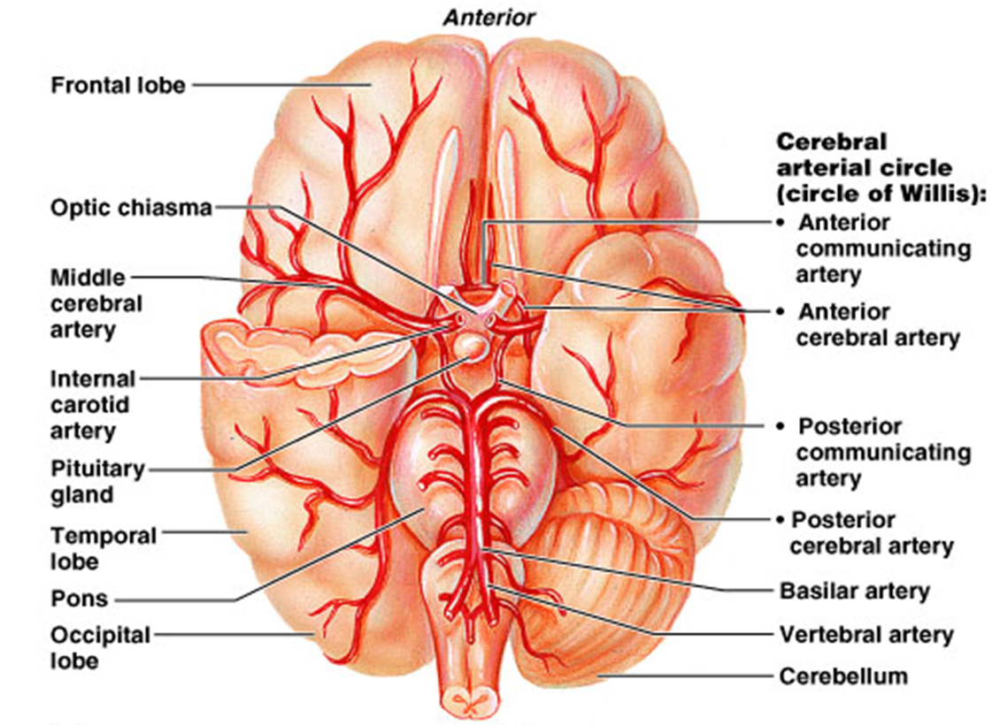 Anterior
Frontal lobe
Optic chiasma
Middle
cerebral
artery
Internal
carotid
artery
Pituitary
gland
Temporal
lobe
Pons
Occipital
lobe
Cerebral
arterial circle
(circle of Willis):
• Anterior
communicating
artery
• Anterior
cerebral artery
• Posterior
communicating
artery
• Posterior
cerebral artery
Basilar artery
Vertebral artery
Cerebellum